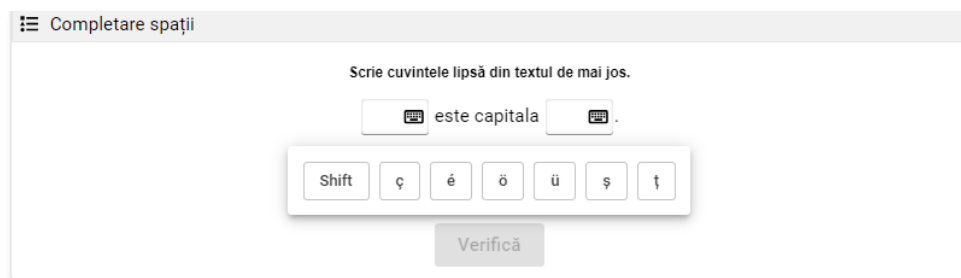 Completare spații
Scrie cuvintele lipsă din textul de mai jos.
este capitala .
Shift ç é ö ü ş ţ
Verifică